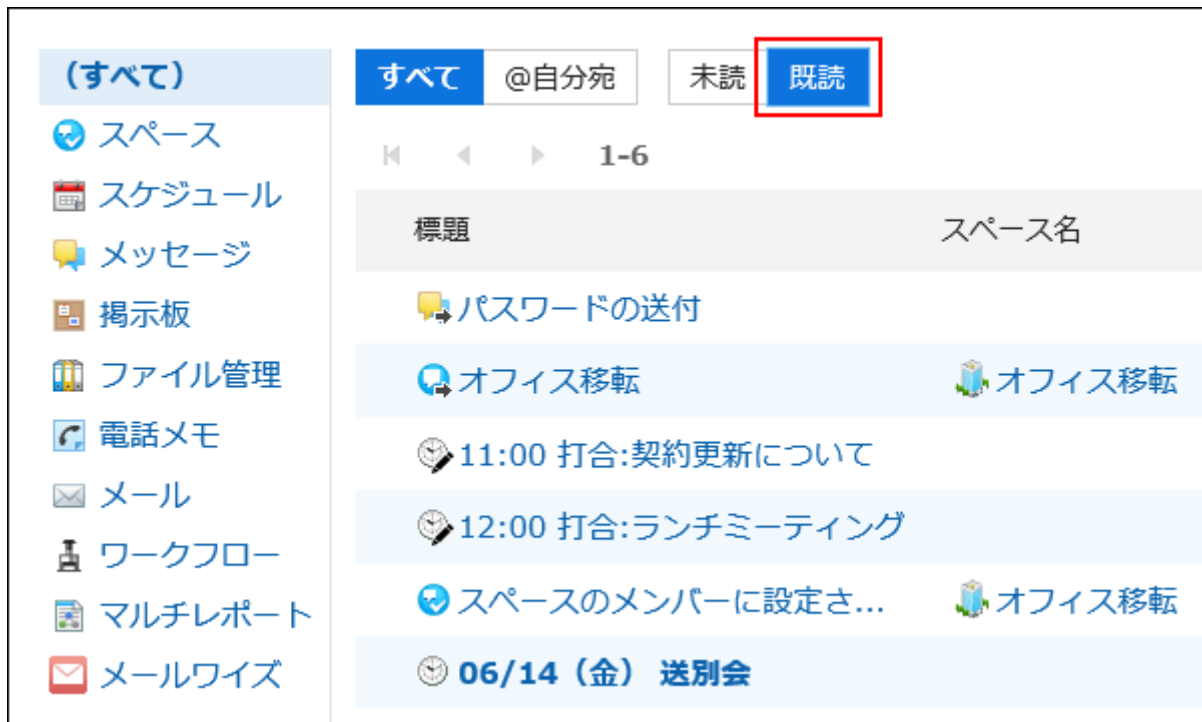 (すべて)
スペース
スケジュール
メッセージ
掲示板
ファイル管理
電話メモ
メール
ワークフロー
マルチレポート
メールワイズ
すべて @自分宛 未読 既読
1-6
標題 スペース名
パスワードの送付
オフィス移転 オフィス移転
11:00 打合:契約更新について
12:00 打合:ランチミーティング
スペースのメンバーに設定さ... オフィス移転
06/14（金） 送別会